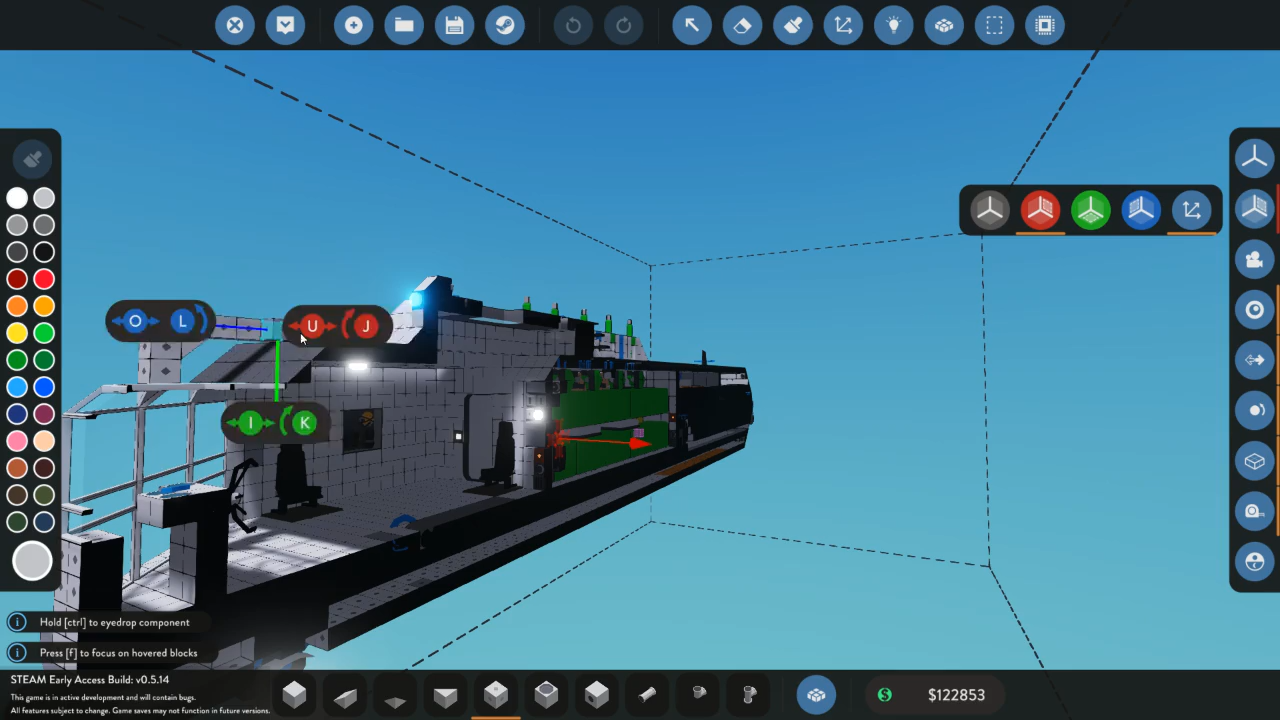 O L
U J
I K
Hold [ctrl] to eyedrop component
Press [f] to focus on hovered blocks
STEAM Early Access Build: v0.5.14
This game is in active development and will contain bugs.
All features subject to change. Game saves may not function in future versions.
$ $122853